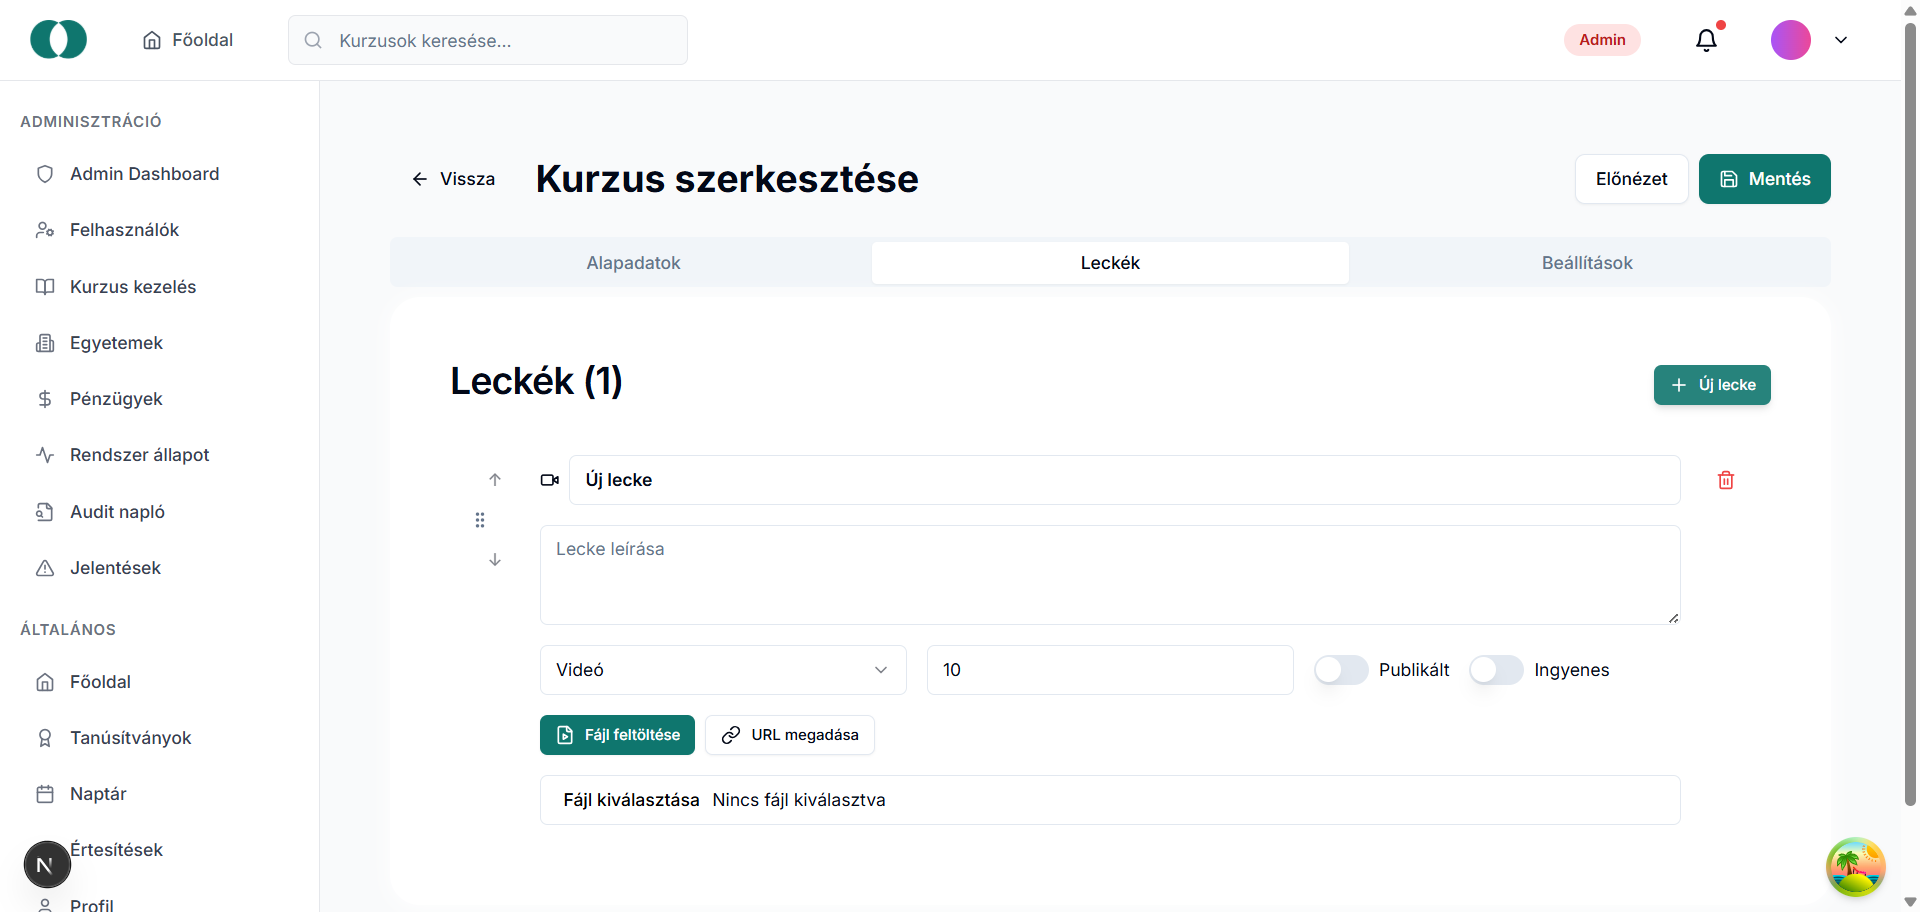 Főoldal
Kurzusok keresése...
Admin
ADMINISZTRÁCIÓ
Admin Dashboard
Felhasználók
Kurzus kezelés
Egyetemek
Pénzügyek
Rendszer állapot
Audit napló
Jelentések
ÁLTALÁNOS
Főoldal
Tanúsítványok
Naptár
Értesítések
N
Profil
Vissza
Kurzus szerkesztése
Előnézet
Mentés
Alapadatok
Leckék
Beállítások
Leckék (1)
Új lecke
Új lecke
Lecke leírása
Videó
10
Publikált
Ingyenes
Fájl feltöltése
URL megadása
Fájl kiválasztása Nincs fájl kiválasztva